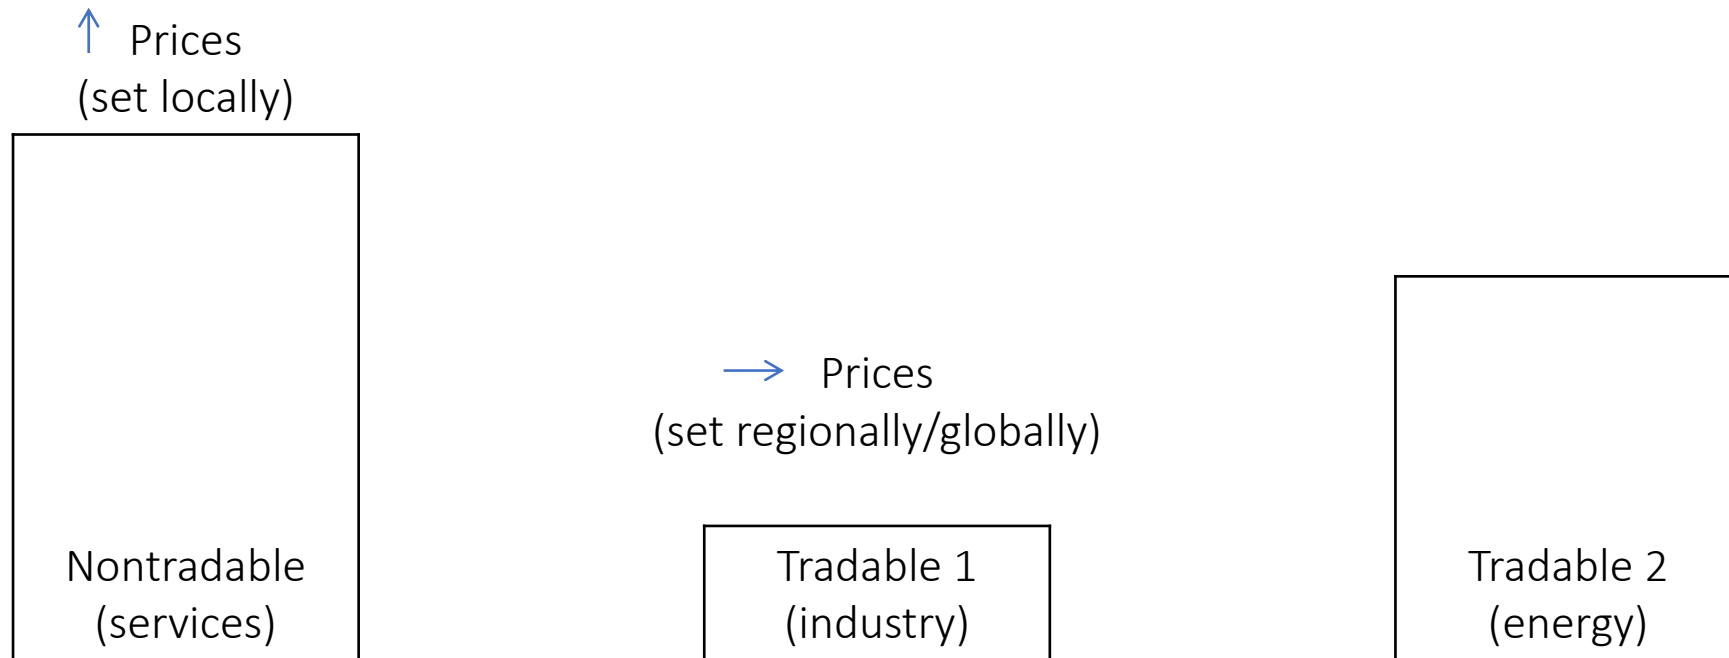 Prices
(set locally)
Prices
(set regionally/globally)
Nontradable
(services)
Tradable 1
(industry)
Tradable 2
(energy)